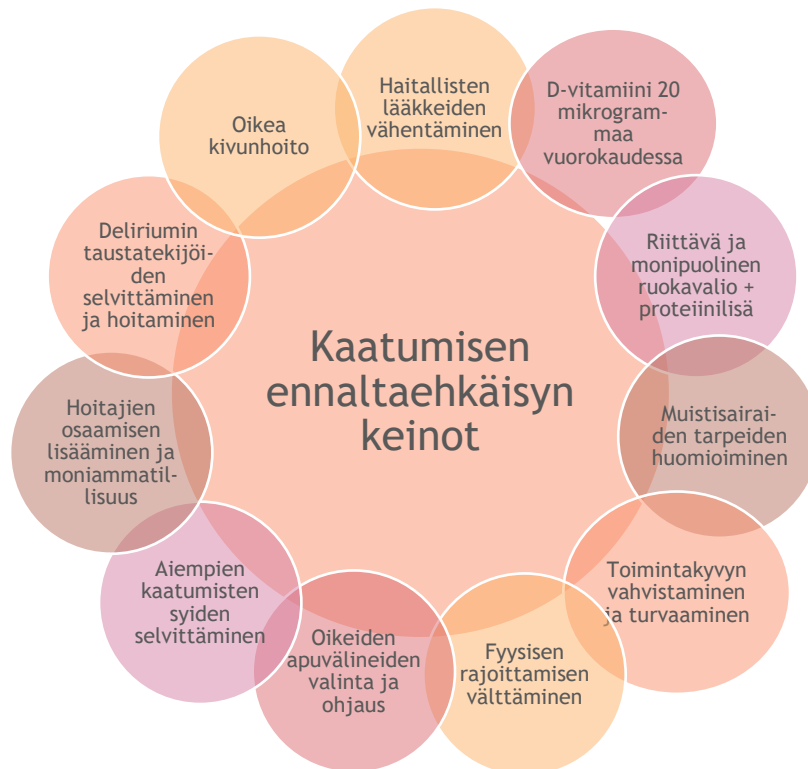 Haitallisten
lääkkeiden
vähentäminen
D-vitamiini 20
mikrogram-
maa
vuorokaudessa
Riittävä ja
monipuolinen
ruokavalio +
proteiinilisä
Muistisairai-
den tarpeiden
huomioiminen
Toimintakyvyn
vahvistaminen
ja turvaaminen
Fyysisen
rajoittamisen
välttäminen
Oikeiden
apuvälineiden
valinta ja
ohjaus
Aiempien
kaatumisten
syiden
selvittäminen
Hoitajien
osaamisen
lisääminen ja
moniammatil-
lisuus
Deliriumin
taustatekijöi-
den
selvittäminen
ja hoitaminen
Oikea
kivunhoito
Kaatumisen
ennaltaehkäisyn
keinot